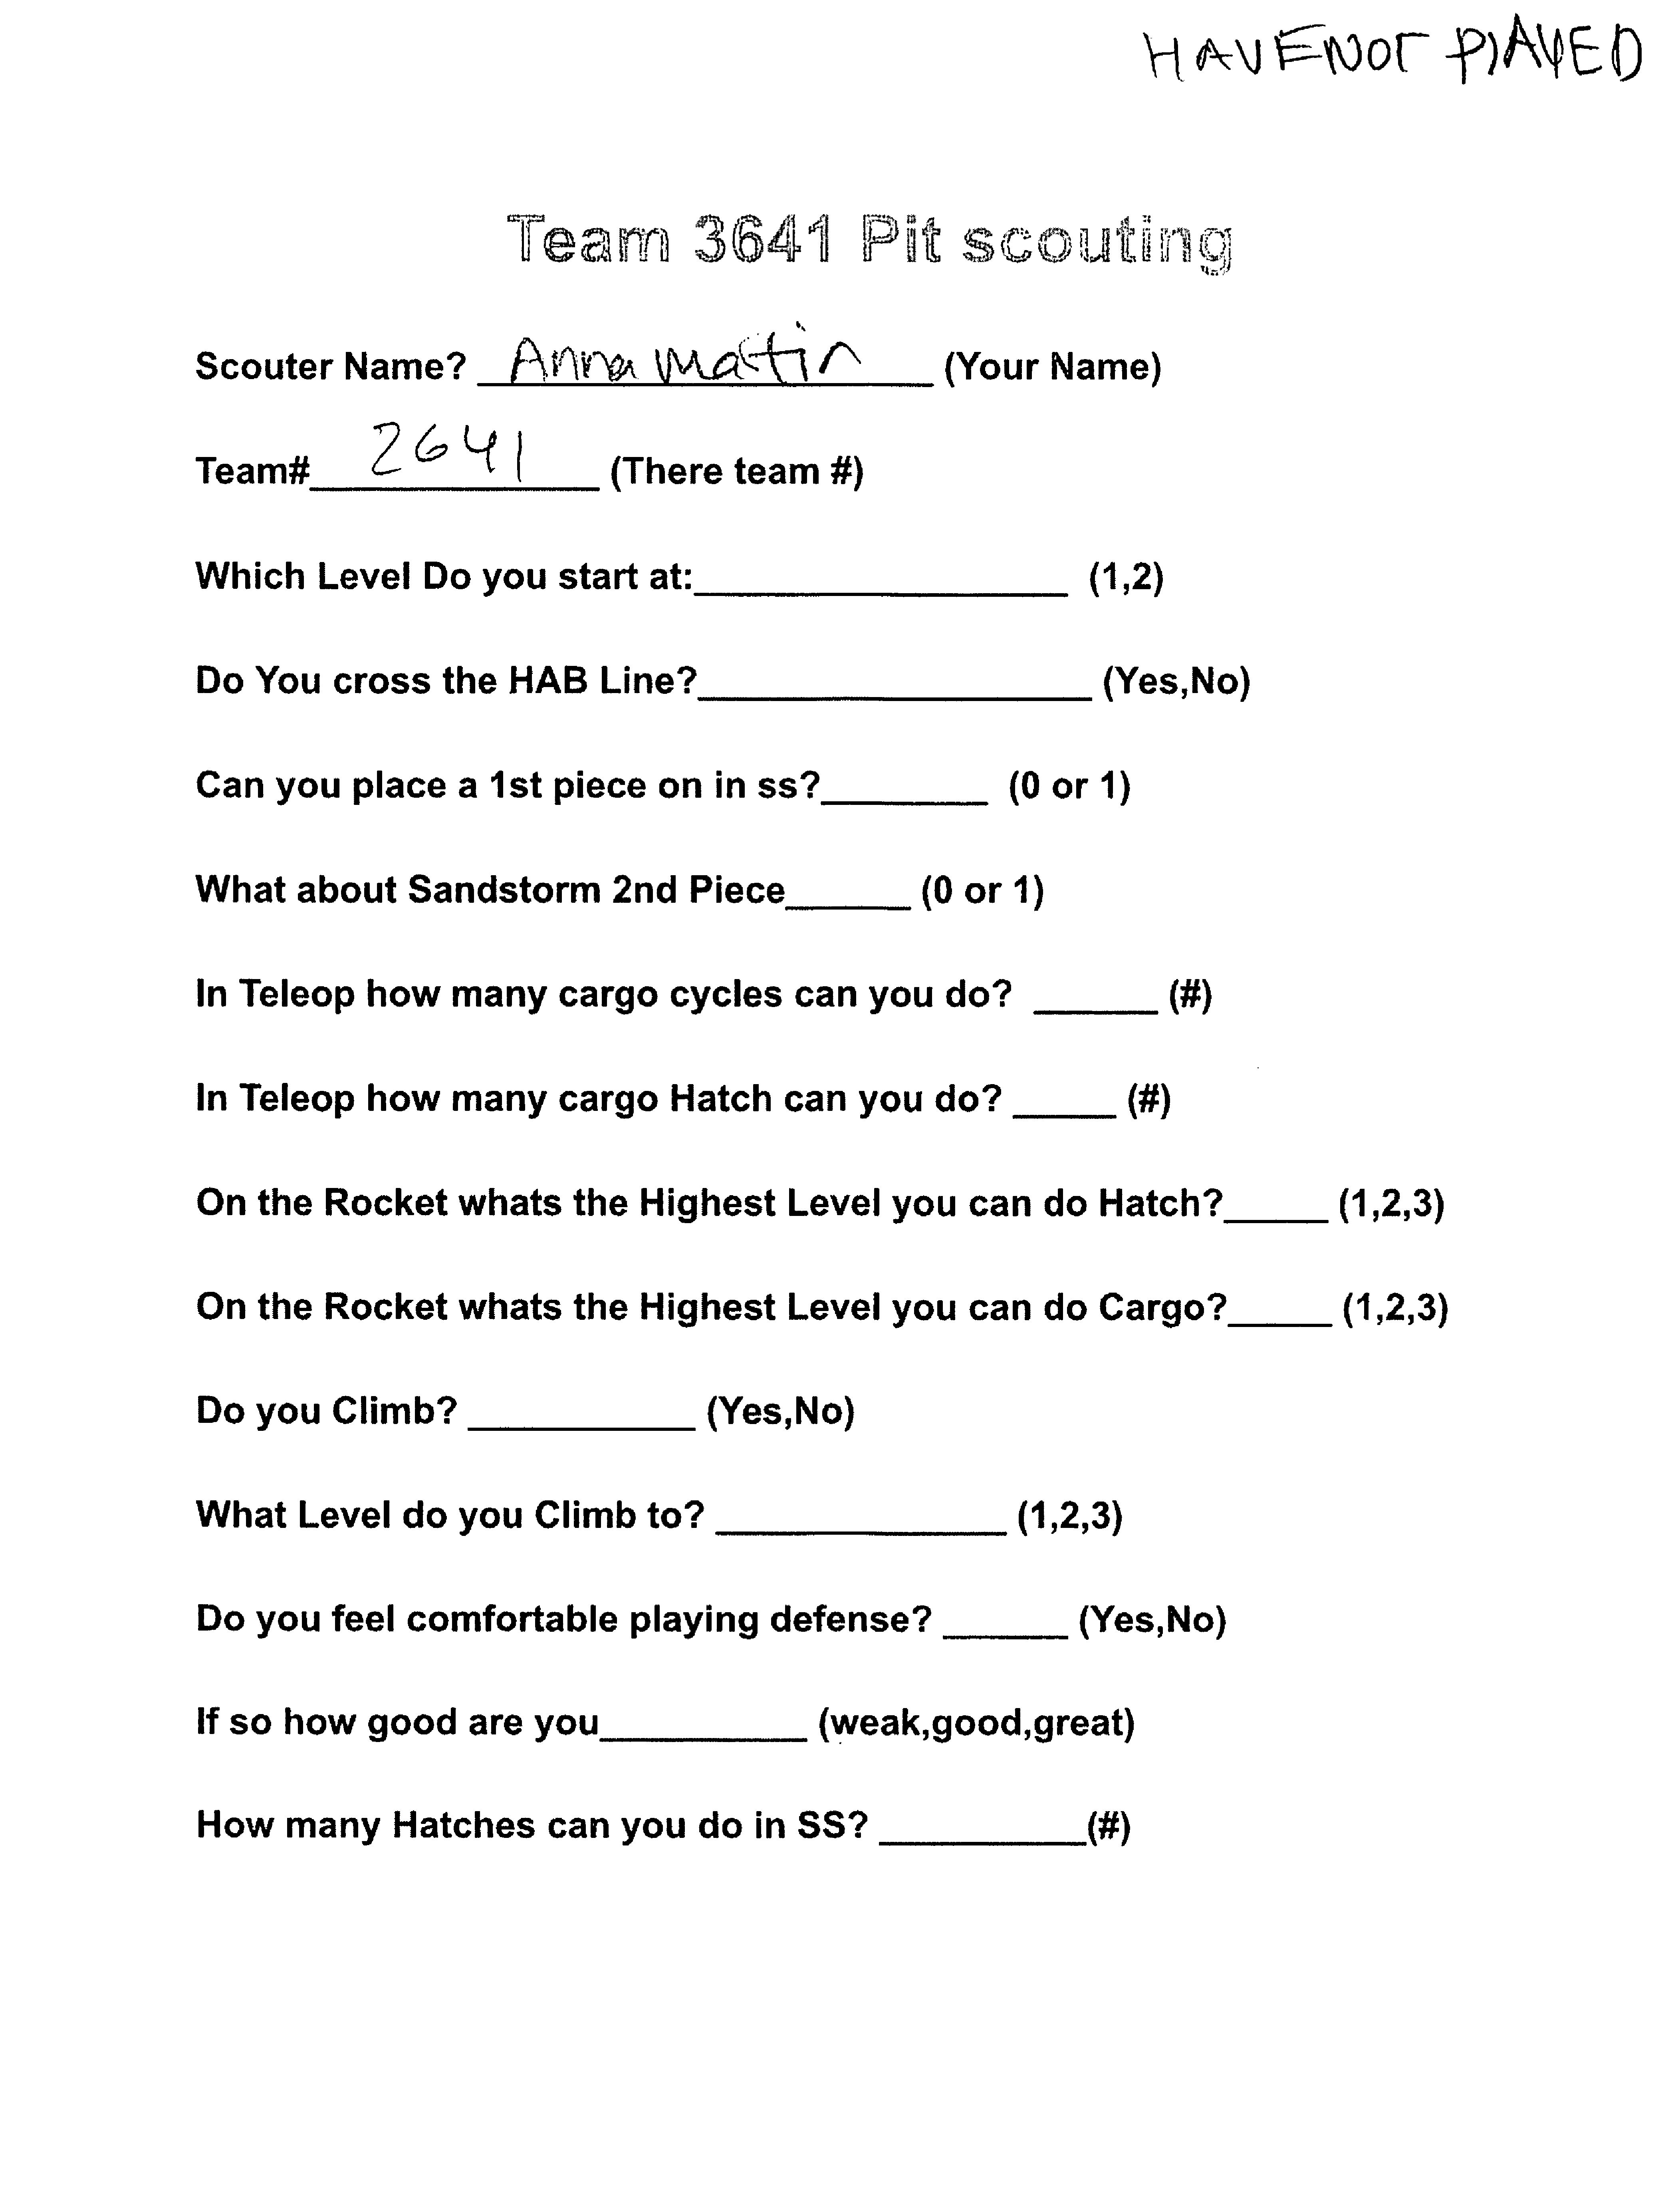 HAVE NOT PLAYED
Team 3641 Pit scouting
Scouter Name? Anna Mattin (Your Name)
Team# 2641 (There team #)
Which Level Do you start at:__________________ (1,2)
Do You cross the HAB Line?___________________ (Yes,No)
Can you place a 1st piece on in ss?________ (0 or 1)
What about Sandstorm 2nd Piece______ (0 or 1)
In Teleop how many cargo cycles can you do? ______ (#)
In Teleop how many cargo Hatch can you do? _____ (#)
On the Rocket whats the Highest Level you can do Hatch?_____ (1,2,3)
On the Rocket whats the Highest Level you can do Cargo?_____ (1,2,3)
Do you Climb? ___________ (Yes,No)
What Level do you Climb to? ______________ (1,2,3)
Do you feel comfortable playing defense? ______ (Yes,No)
If so how good are you__________ (weak,good,great)
How many Hatches can you do in SS? __________(#)